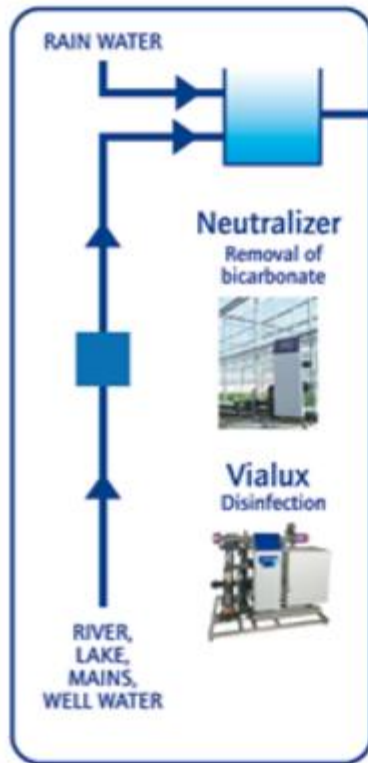 RAIN WATER
Neutralizer
Removal of
bicarbonate
Vialux
Disinfection
RIVER,
LAKE,
MAINS,
WELL WATER